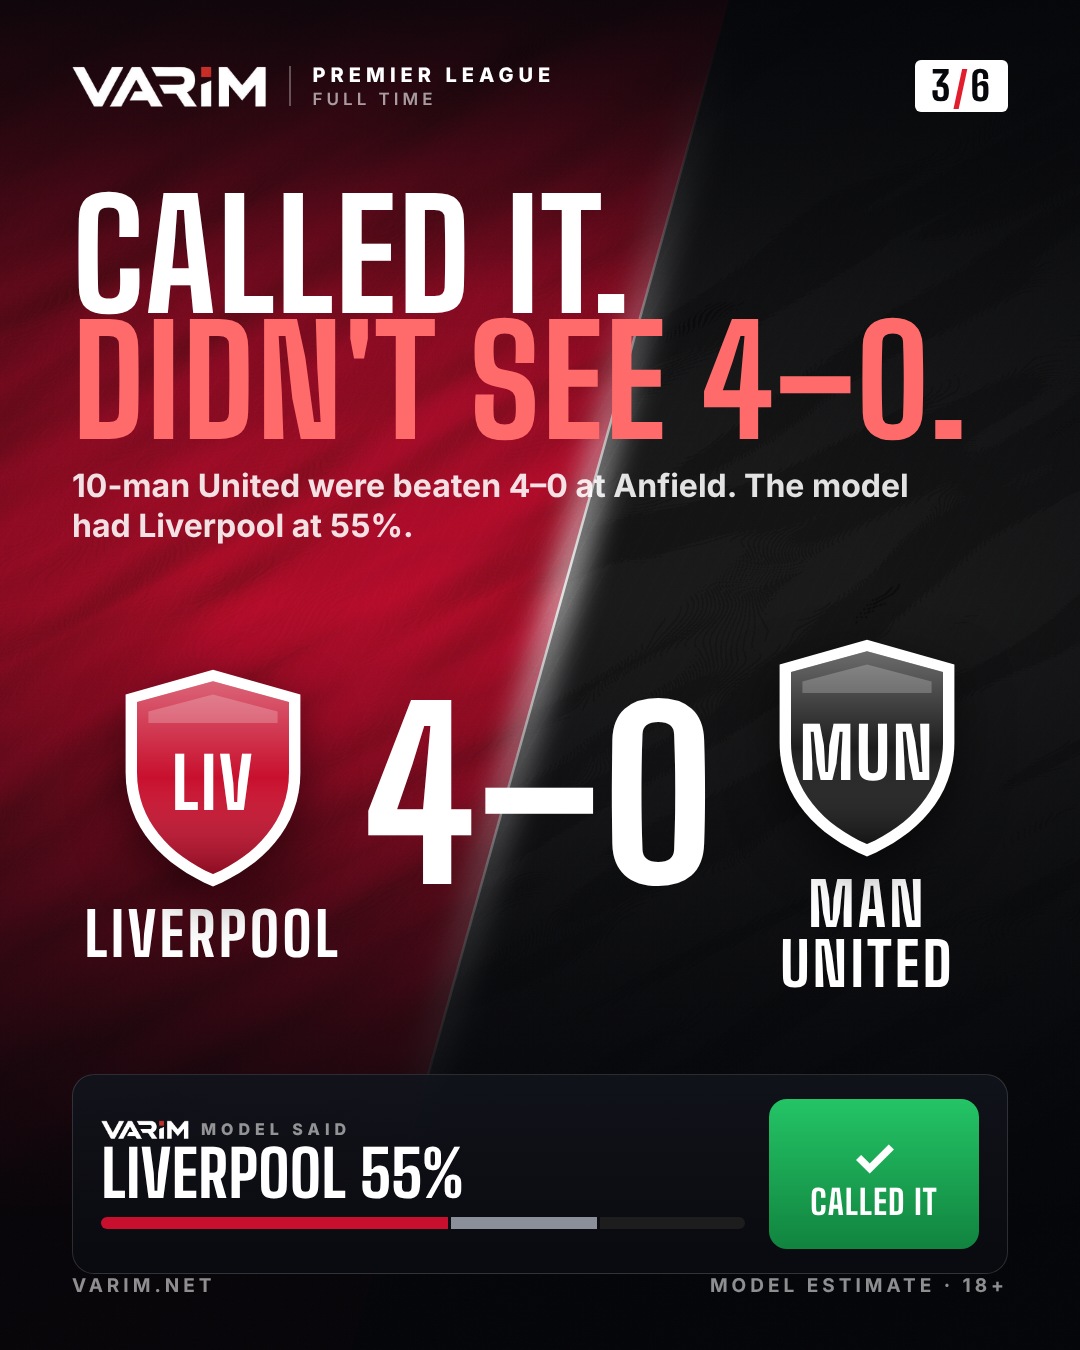 VARiM
PREMIER LEAGUE
FULL TIME
3/6
CALLED IT.
DIDN'T SEE 4–0.
10-man United were beaten 4–0 at Anfield. The model
had Liverpool at 55%.
LIV
4–0
MUN
LIVERPOOL
MAN
UNITED
VARiM MODEL SAID
LIVERPOOL 55%
CALLED IT
VARIM.NET
MODEL ESTIMATE · 18+